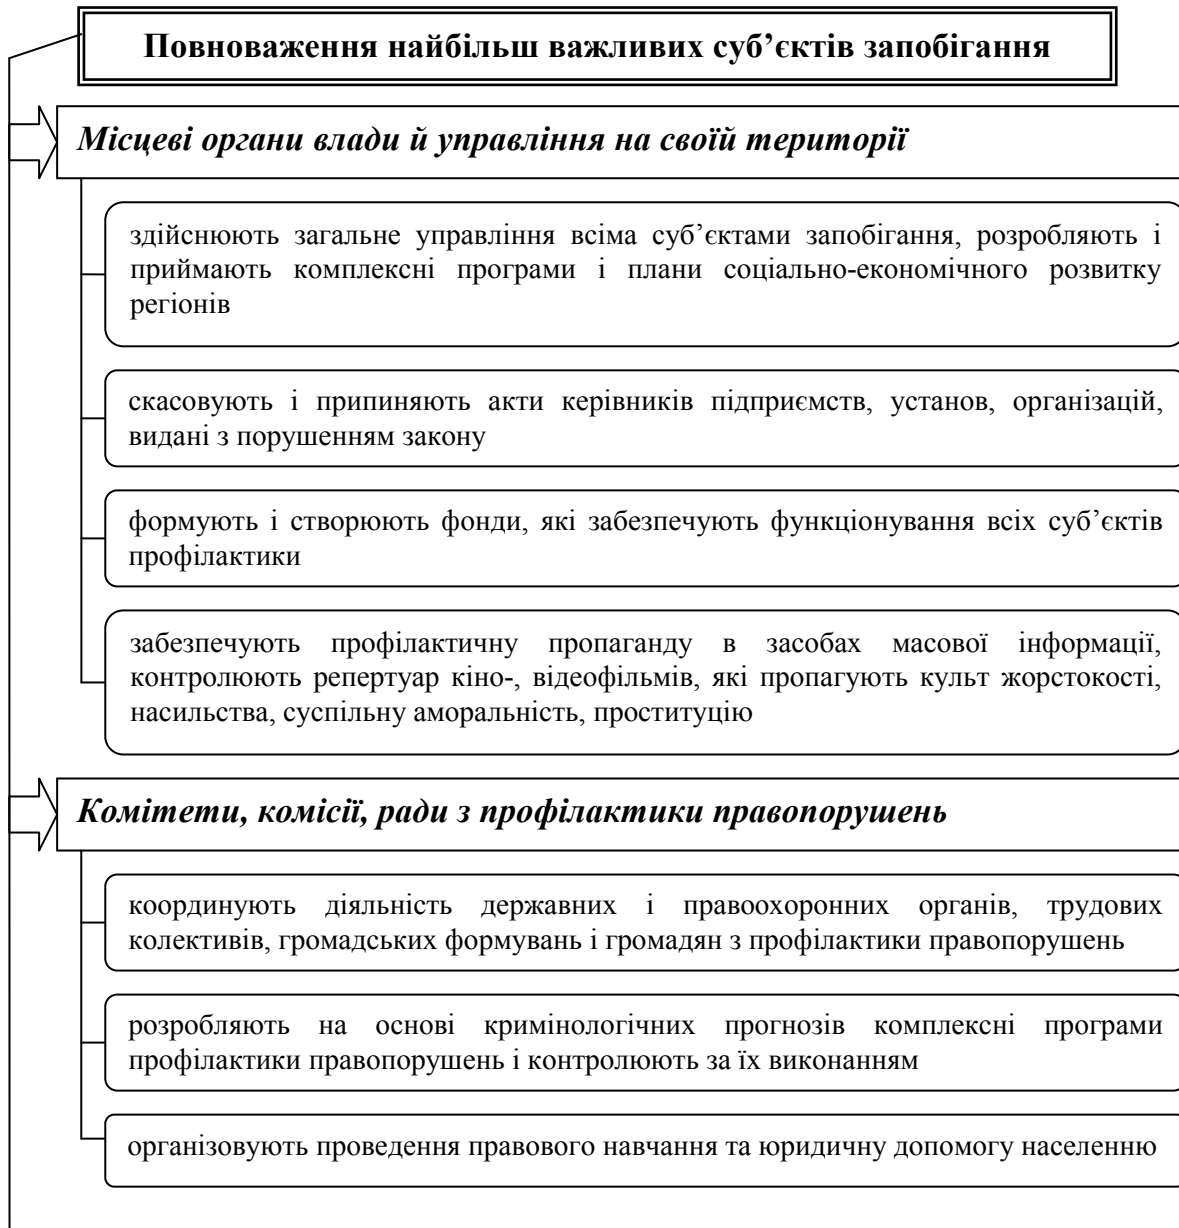 Повноваження найбільш важливих суб’єктів запобігання
Місцеві органи влади й управління на своїй території
здійснюють загальне управління всіма суб’єктами запобігання, розробляють і
приймають комплексні програми і плани соціально-економічного розвитку
регіонів
скасовують і припиняють акти керівників підприємств, установ, організацій,
видані з порушенням закону
формують і створюють фонди, які забезпечують функціонування всіх суб’єктів
профілактики
забезпечують профілактичну пропаганду в засобах масової інформації,
контролюють репертуар кіно-, відеофільмів, які пропагують культ жорстокості,
насильства, суспільну аморальність, проституцію
Комітети, комісії, ради з профілактики правопорушень
координують діяльність державних і правоохоронних органів, трудових
колективів, громадських формувань і громадян з профілактики правопорушень
розробляють на основі кримінологічних прогнозів комплексні програми
профілактики правопорушень і контролюють за їх виконанням
організовують проведення правового навчання та юридичну допомогу населенню